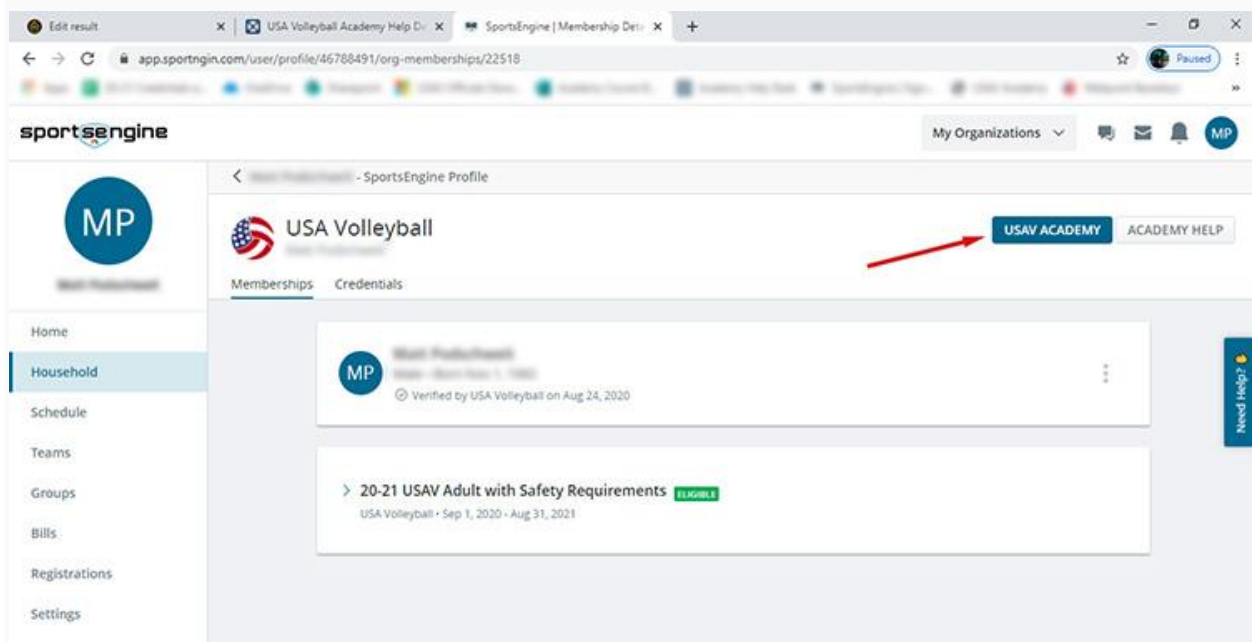 Edit result
USA Volleyball Academy Help De
SportsEngine | Membership Deta
app.sportngin.com/user/profile/46788491/org-memberships/22518
Paused
sportsengine
My Organizations
MP
MP
- SportsEngine Profile
USA Volleyball
USAV ACADEMY
ACADEMY HELP
Memberships Credentials
Home
Household
Schedule
Teams
Groups
Bills
Registrations
Settings
MP
Verified by USA Volleyball on Aug 24, 2020
20-21 USAV Adult with Safety Requirements ELIGIBLE
USA Volleyball • Sep 1, 2020 - Aug 31, 2021
Need Help?